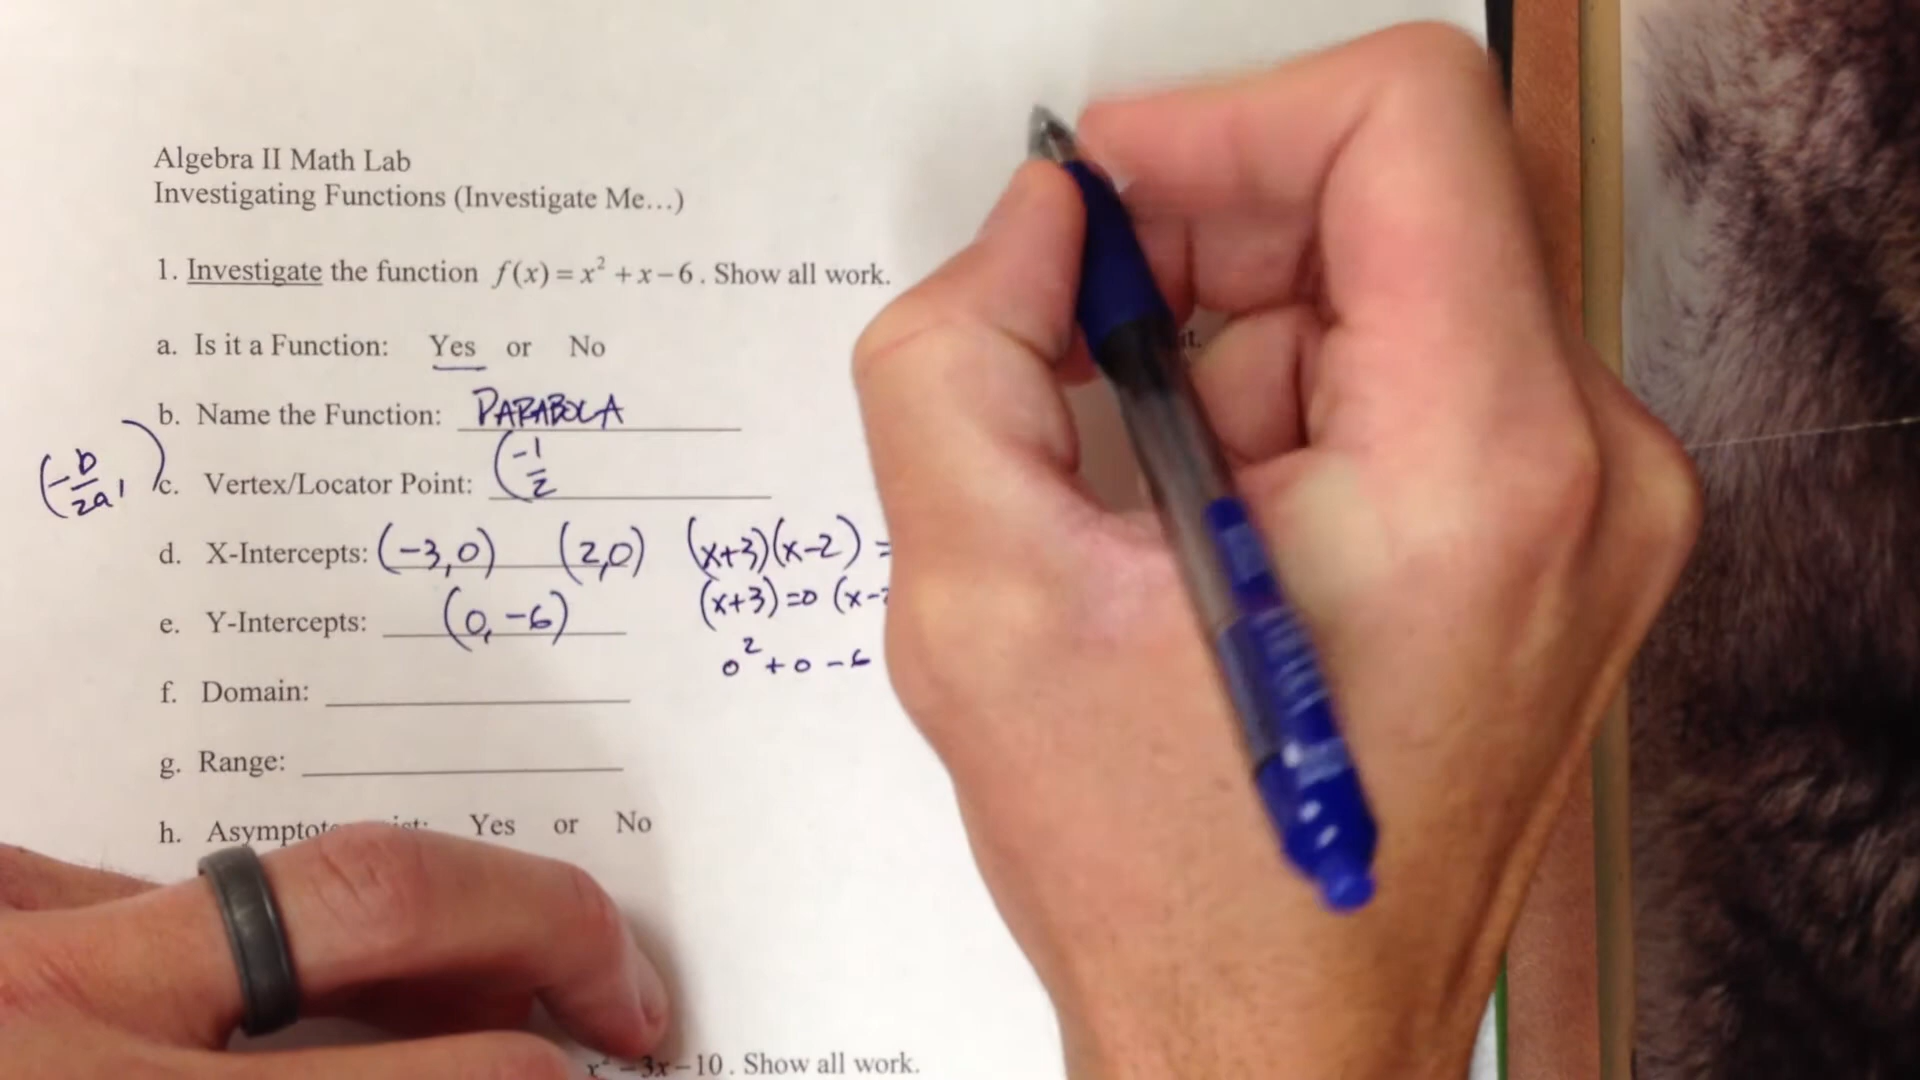 Algebra II Math Lab
Investigating Functions (Investigate Me...)
1. Investigate the function f(x) = x² + x − 6. Show all work.
a. Is it a Function: Yes or No
b. Name the Function: PARABOLA
(-b/2a, )
c. Vertex/Locator Point: (-1/2
d. X-Intercepts: (-3,0) (2,0) (x+3)(x-2) =
(x+3)=0 (x-
e. Y-Intercepts: (0,-6)
0²+0-6
f. Domain:
g. Range:
h. Yes or No
x² − 3x − 10. Show all work.